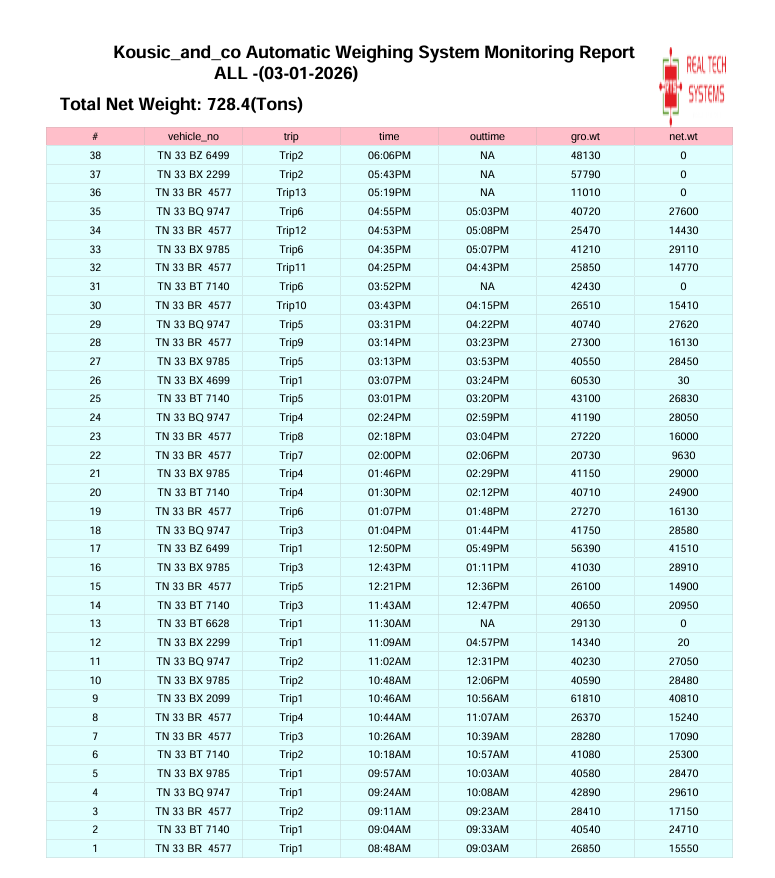 Kousic_and_co Automatic Weighing System Monitoring Report
ALL -(03-01-2026)
REAL TECH
SYSTEMS
Total Net Weight: 728.4(Tons)
# vehicle_no trip time outtime gro.wt net.wt
38 TN 33 BZ 6499 Trip2 06:06PM NA 48130 0
37 TN 33 BX 2299 Trip2 05:43PM NA 57790 0
36 TN 33 BR 4577 Trip13 05:19PM NA 11010 0
35 TN 33 BQ 9747 Trip6 04:55PM 05:03PM 40720 27600
34 TN 33 BR 4577 Trip12 04:53PM 05:08PM 25470 14430
33 TN 33 BX 9785 Trip6 04:35PM 05:07PM 41210 29110
32 TN 33 BR 4577 Trip11 04:25PM 04:43PM 25850 14770
31 TN 33 BT 7140 Trip6 03:52PM NA 42430 0
30 TN 33 BR 4577 Trip10 03:43PM 04:15PM 26510 15410
29 TN 33 BQ 9747 Trip5 03:31PM 04:22PM 40740 27620
28 TN 33 BR 4577 Trip9 03:14PM 03:23PM 27300 16130
27 TN 33 BX 9785 Trip5 03:13PM 03:53PM 40550 28450
26 TN 33 BX 4699 Trip1 03:07PM 03:24PM 60530 30
25 TN 33 BT 7140 Trip5 03:01PM 03:20PM 43100 26830
24 TN 33 BQ 9747 Trip4 02:24PM 02:59PM 41190 28050
23 TN 33 BR 4577 Trip8 02:18PM 03:04PM 27220 16000
22 TN 33 BR 4577 Trip7 02:00PM 02:06PM 20730 9630
21 TN 33 BX 9785 Trip4 01:46PM 02:29PM 41150 29000
20 TN 33 BT 7140 Trip4 01:30PM 02:12PM 40710 24900
19 TN 33 BR 4577 Trip6 01:07PM 01:48PM 27270 16130
18 TN 33 BQ 9747 Trip3 01:04PM 01:44PM 41750 28580
17 TN 33 BZ 6499 Trip1 12:50PM 05:49PM 56390 41510
16 TN 33 BX 9785 Trip3 12:43PM 01:11PM 41030 28910
15 TN 33 BR 4577 Trip5 12:21PM 12:36PM 26100 14900
14 TN 33 BT 7140 Trip3 11:43AM 12:47PM 40650 20950
13 TN 33 BT 6628 Trip1 11:30AM NA 29130 0
12 TN 33 BX 2299 Trip1 11:09AM 04:57PM 14340 20
11 TN 33 BQ 9747 Trip2 11:02AM 12:31PM 40230 27050
10 TN 33 BX 9785 Trip2 10:48AM 12:06PM 40590 28480
9 TN 33 BX 2099 Trip1 10:46AM 10:56AM 61810 40810
8 TN 33 BR 4577 Trip4 10:44AM 11:07AM 26370 15240
7 TN 33 BR 4577 Trip3 10:26AM 10:39AM 28280 17090
6 TN 33 BT 7140 Trip2 10:18AM 10:57AM 41080 25300
5 TN 33 BX 9785 Trip1 09:57AM 10:03AM 40580 28470
4 TN 33 BQ 9747 Trip1 09:24AM 10:08AM 42890 29610
3 TN 33 BR 4577 Trip2 09:11AM 09:23AM 28410 17150
2 TN 33 BT 7140 Trip1 09:04AM 09:33AM 40540 24710
1 TN 33 BR 4577 Trip1 08:48AM 09:03AM 26850 15550